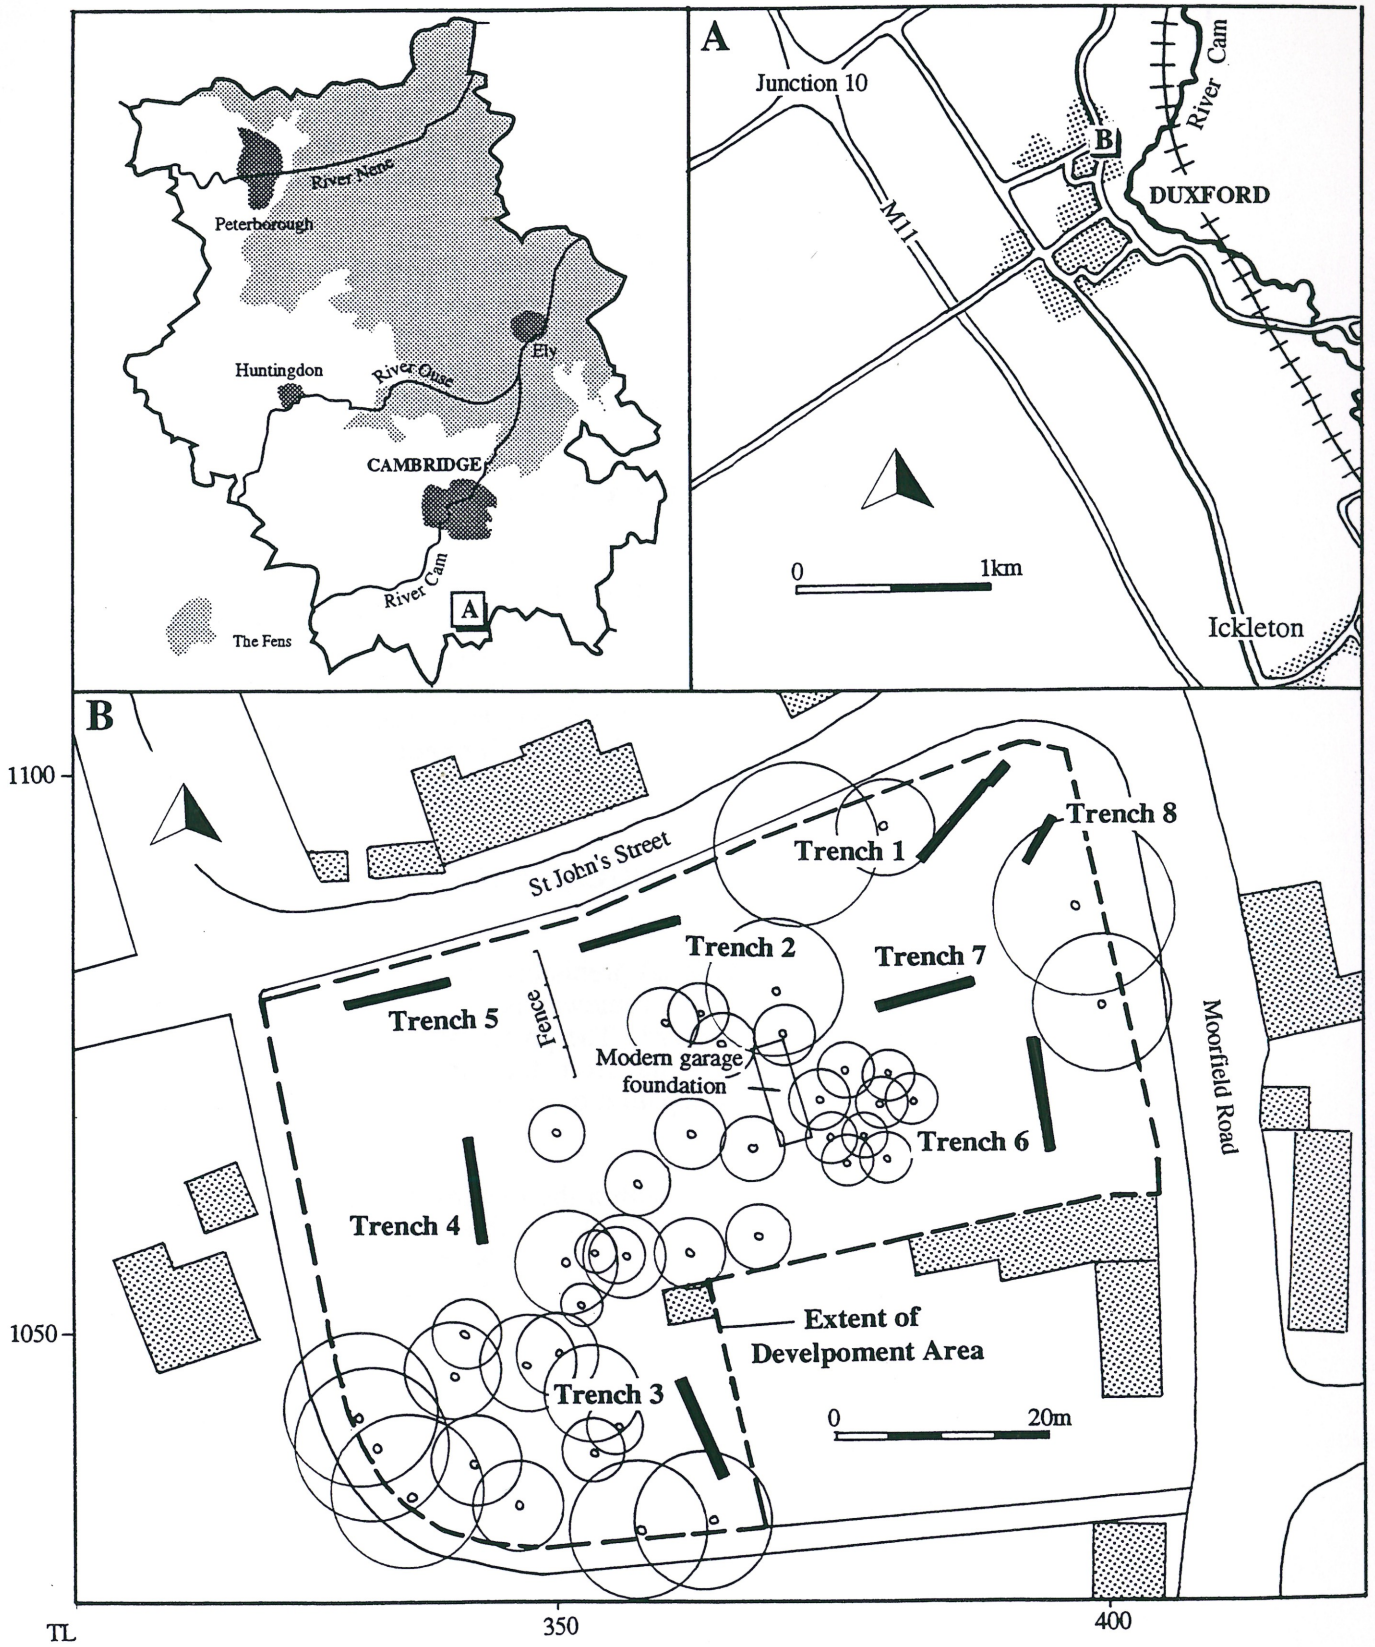 River Nene
Peterborough
Huntingdon
River Ouse
Ely
CAMBRIDGE
River Cam
A
The Fens
A
Junction 10
River Cam
B
DUXFORD
M11
0 1km
Ickleton
B
1100
St John's Street
Trench 1
Trench 8
Trench 2
Trench 7
Trench 5
Fence
Modern garage
foundation
Moorfield Road
Trench 6
Trench 4
1050
Extent of
Develpoment Area
Trench 3
0 20m
TL
350
400